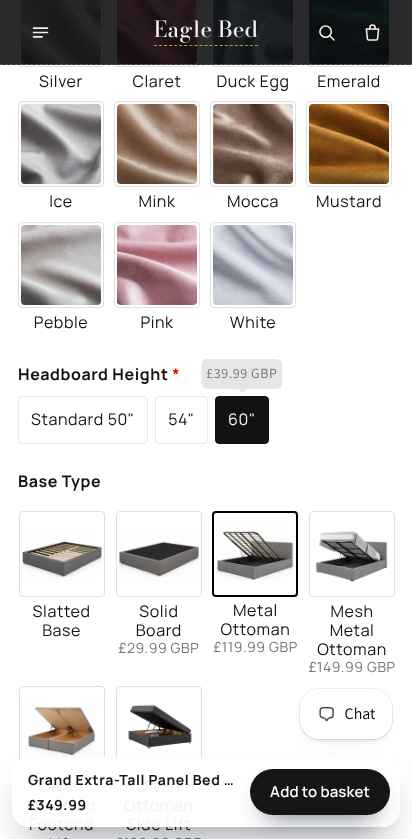 Eagle Bed
Silver Claret Duck Egg Emerald
Ice Mink Mocca Mustard
Pebble Pink White
Headboard Height * £39.99 GBP
Standard 50" 54" 60"
Base Type
Slatted Base
Solid Board
£29.99 GBP
Metal Ottoman
£119.99 GBP
Mesh Metal Ottoman
£149.99 GBP
Chat
Grand Extra-Tall Panel Bed ...
£349.99
Add to basket